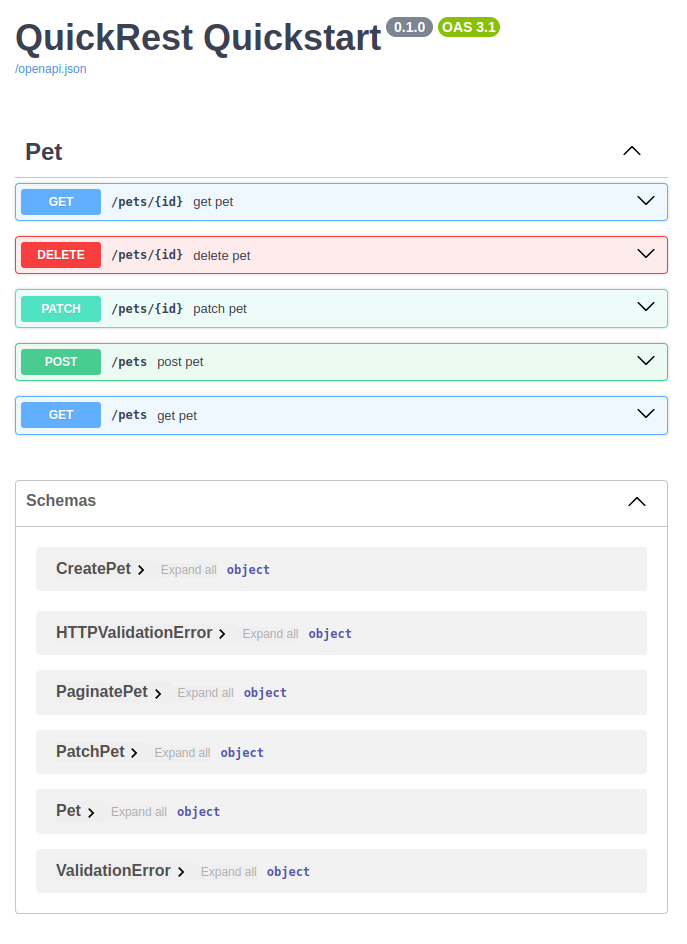 QuickRest Quickstart 0.1.0 OAS 3.1
/openapi.json
Pet
GET /pets/{id} get pet
DELETE /pets/{id} delete pet
PATCH /pets/{id} patch pet
POST /pets post pet
GET /pets get pet
Schemas
CreatePet Expand all object
HTTPValidationError Expand all object
PaginatePet Expand all object
PatchPet Expand all object
Pet Expand all object
ValidationError Expand all object